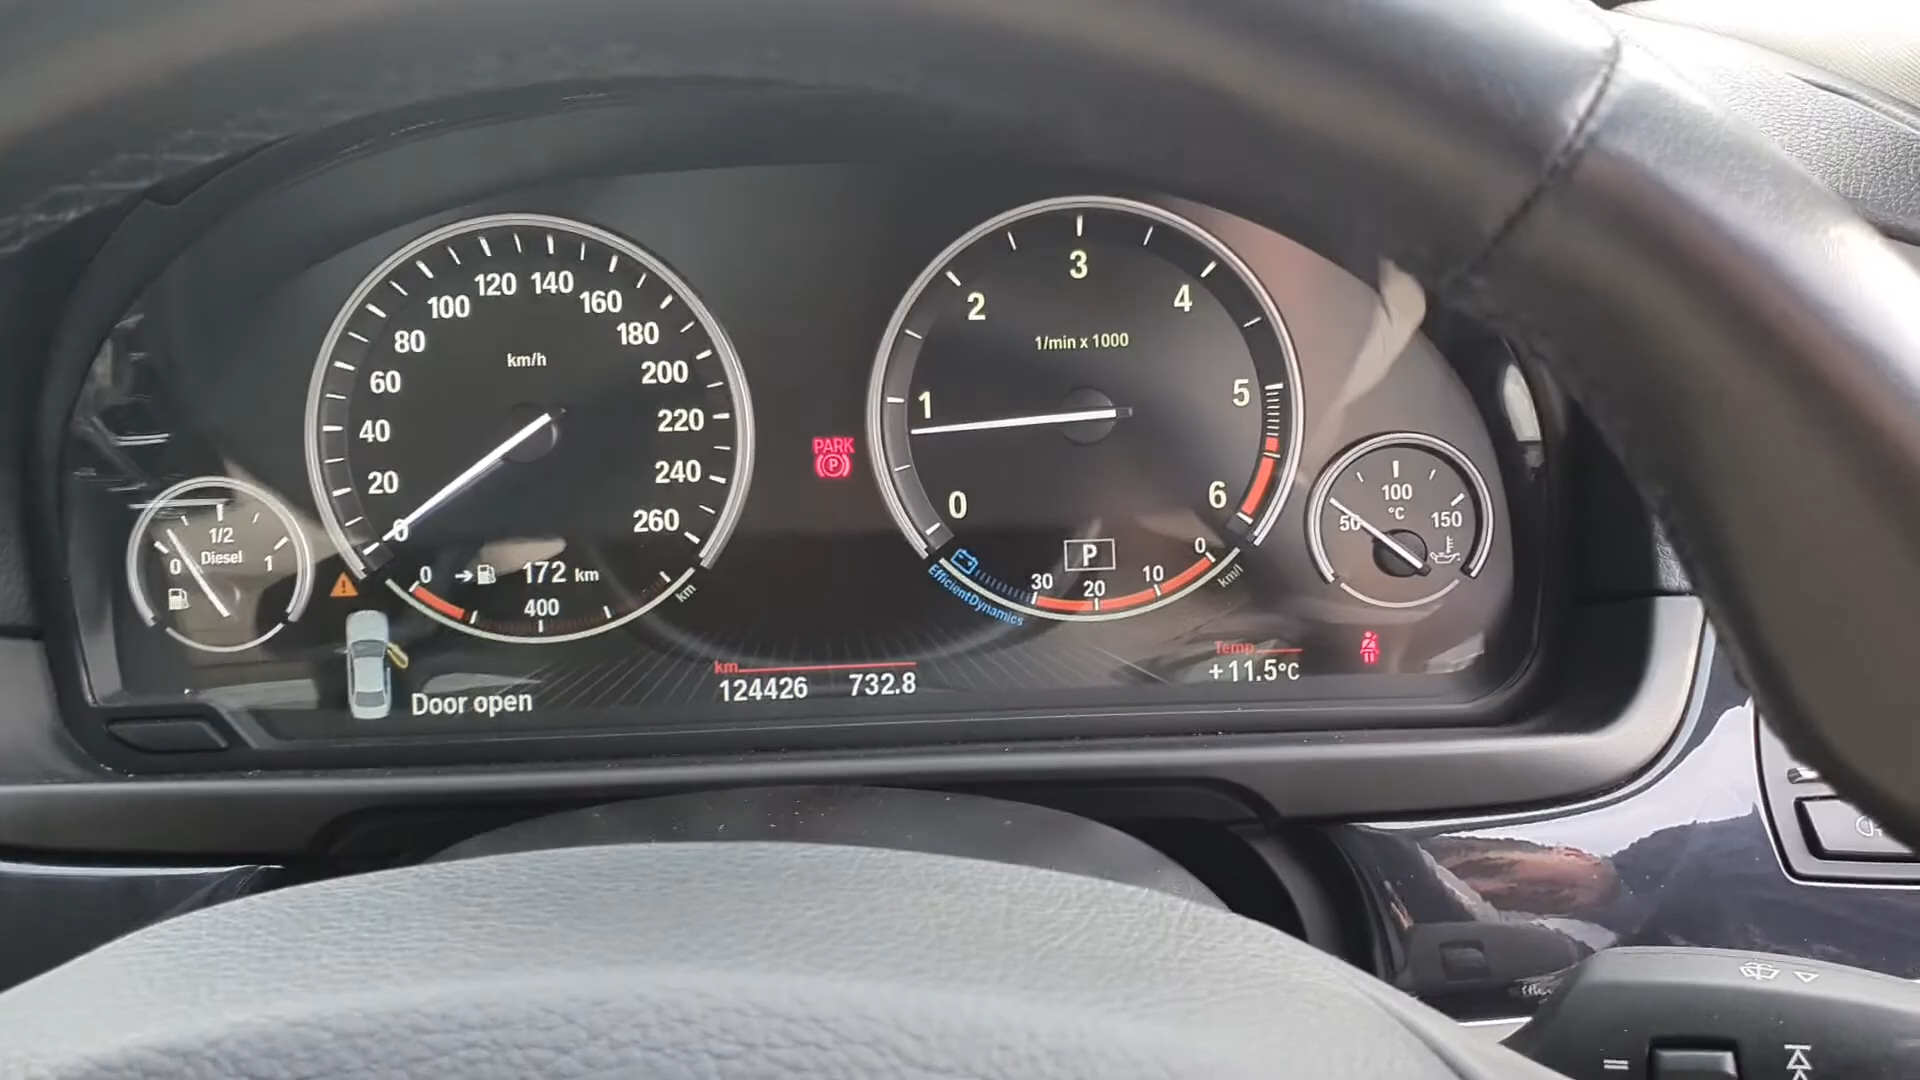 120 140
100 160
80 180
km/h
60 200
40 220
20 240
0 260
0 → 172 km
400
km
1/2
Diesel
0 1
PARK
P
3
2 4
1/min x 1000
1 5
0 6
P
30 20 10 0
km/l
EfficientDynamics
100
°C
50 150
Door open
km
124426 732.8
Temp
+11.5°C